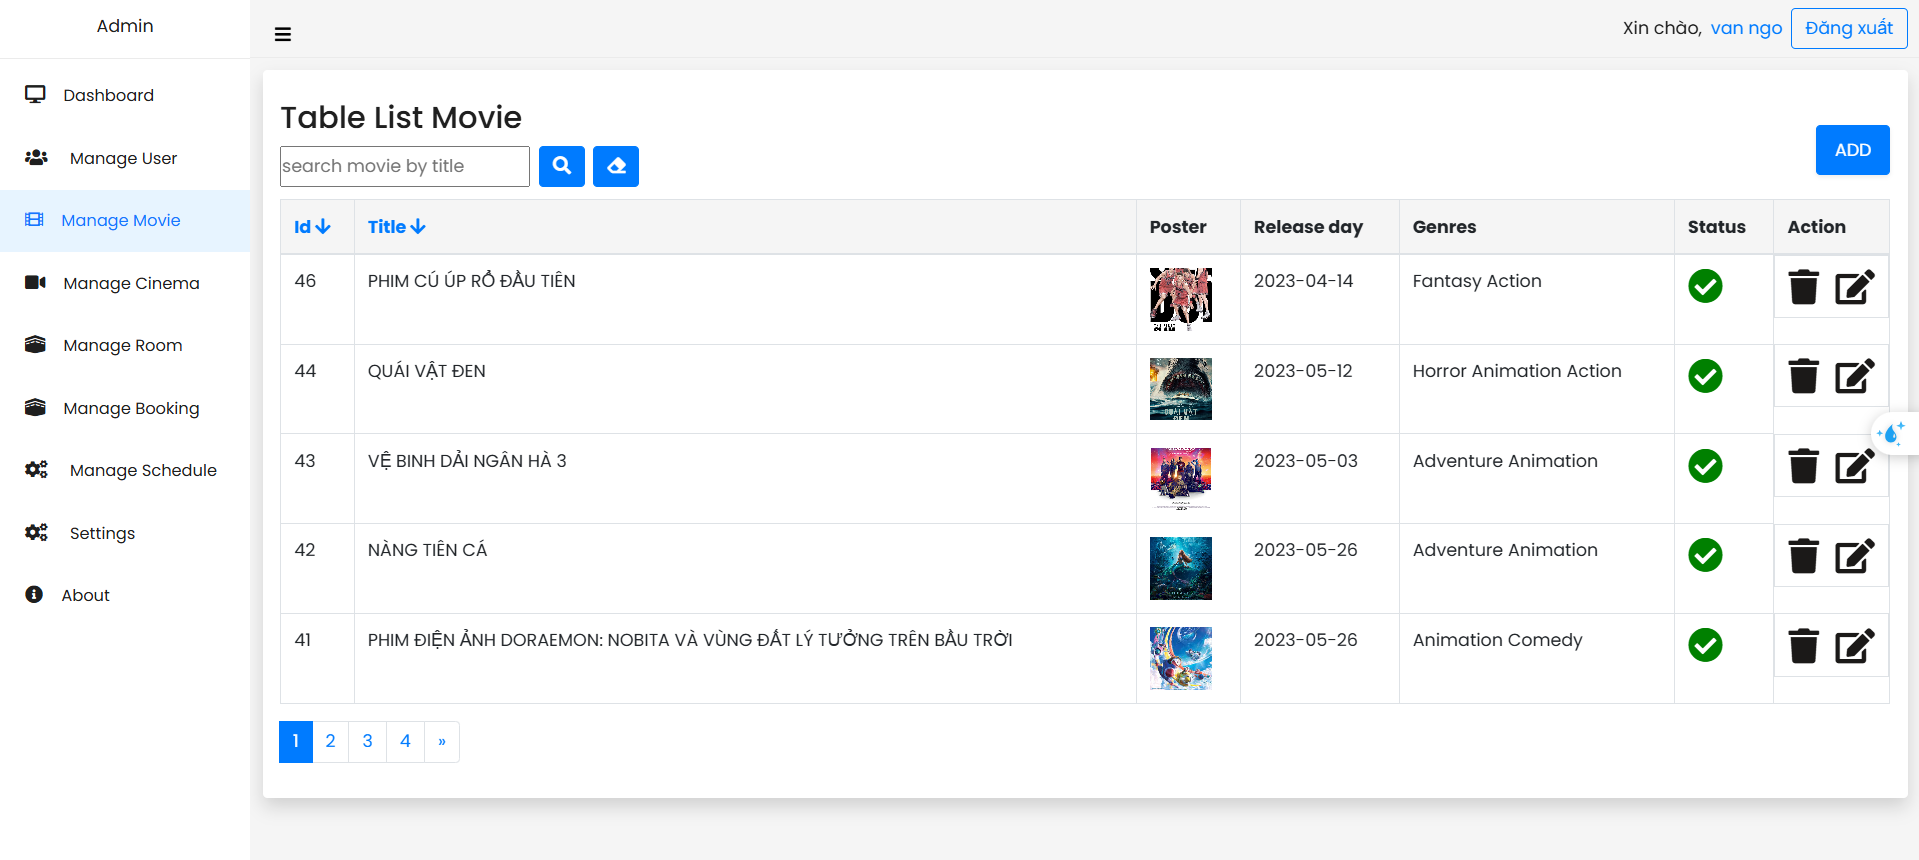 Admin
Xin chào, van ngo Đăng xuất
Dashboard
Manage User
Manage Movie
Manage Cinema
Manage Room
Manage Booking
Manage Schedule
Settings
About
Table List Movie
search movie by title
ADD
Id Title Poster Release day Genres Status Action
46 PHIM CÚ ÚP RỔ ĐẦU TIÊN 2023-04-14 Fantasy Action
44 QUÁI VẬT ĐEN 2023-05-12 Horror Animation Action
QUÁI VẬT
ĐEN
43 VỆ BINH DẢI NGÂN HÀ 3 2023-05-03 Adventure Animation
42 NÀNG TIÊN CÁ 2023-05-26 Adventure Animation
41 PHIM ĐIỆN ẢNH DORAEMON: NOBITA VÀ VÙNG ĐẤT LÝ TƯỞNG TRÊN BẦU TRỜI 2023-05-26 Animation Comedy
1 2 3 4 »